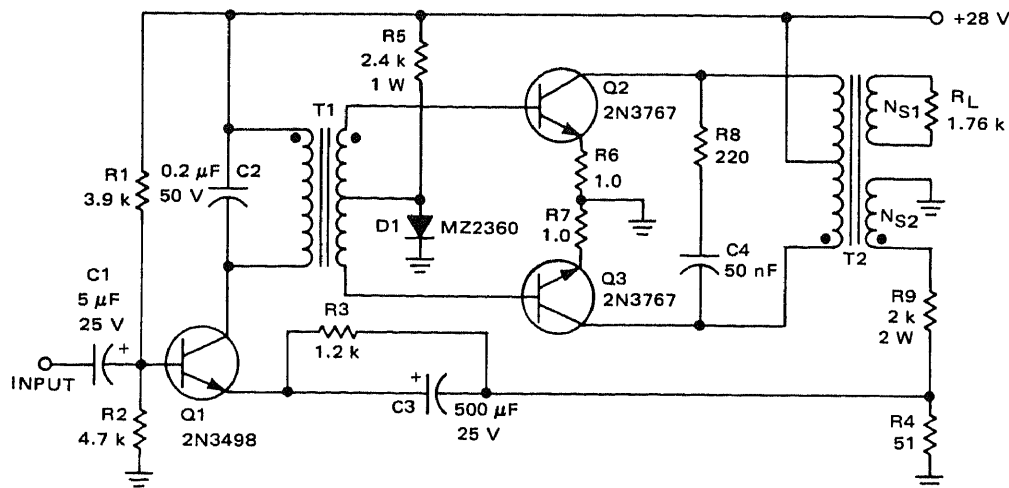 +28 V
R5
2.4 k
1 W
T1
Q2
2N3767
R8
220
NS1
RL
1.76 k
R1
3.9 k
0.2 µF
50 V
C2
R6
1.0
D1
MZ2360
R7
1.0
C4
50 nF
NS2
T2
C1
5 µF
25 V
+
Q3
2N3767
R3
1.2 k
R9
2 k
2 W
INPUT
Q1
2N3498
+
C3
500 µF
25 V
R2
4.7 k
R4
51